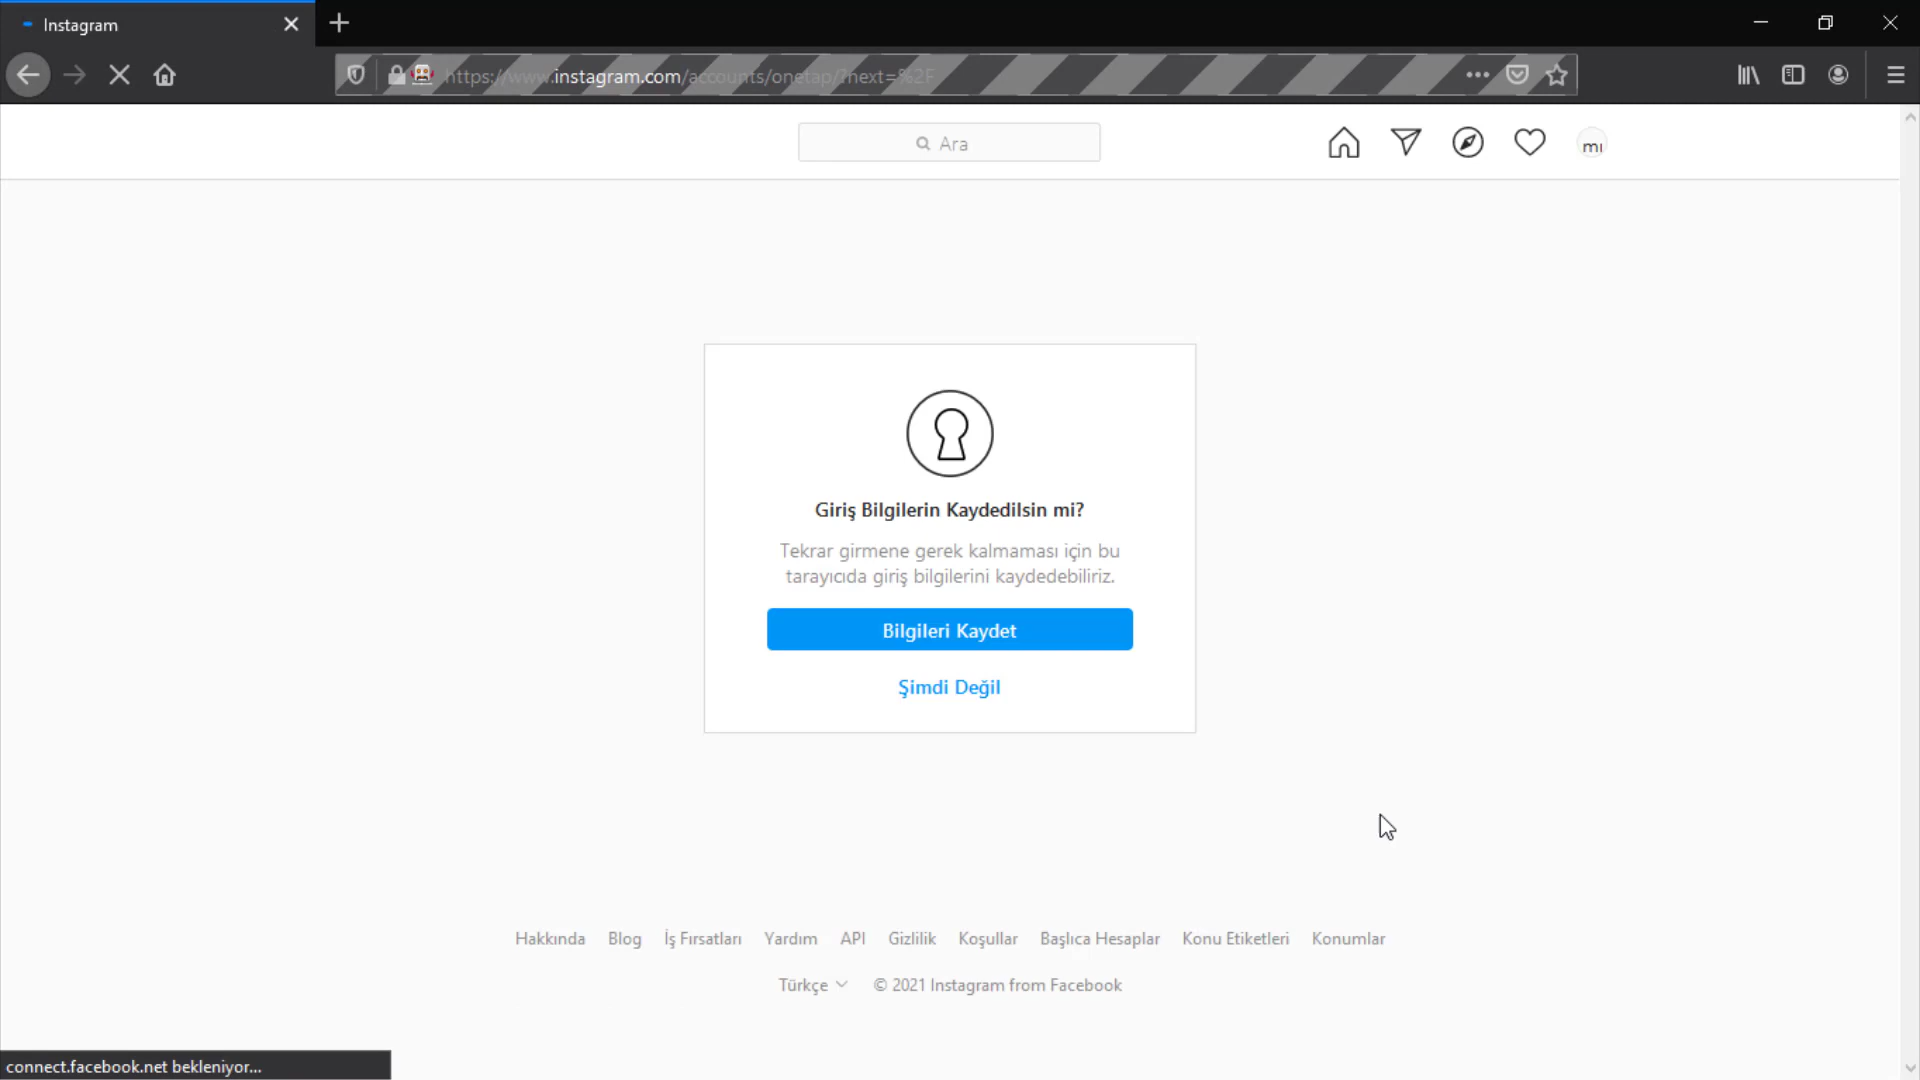 Instagram
https://www.instagram.com/accounts/onetap/?next=%2F
Ara
mı
Giriş Bilgilerin Kaydedilsin mi?
Tekrar girmene gerek kalmaması için bu
tarayıcıda giriş bilgilerini kaydedebiliriz.
Bilgileri Kaydet
Şimdi Değil
Hakkında Blog İş Fırsatları Yardım API Gizlilik Koşullar Başlıca Hesaplar Konu Etiketleri Konumlar
Türkçe © 2021 Instagram from Facebook
connect.facebook.net bekleniyor...